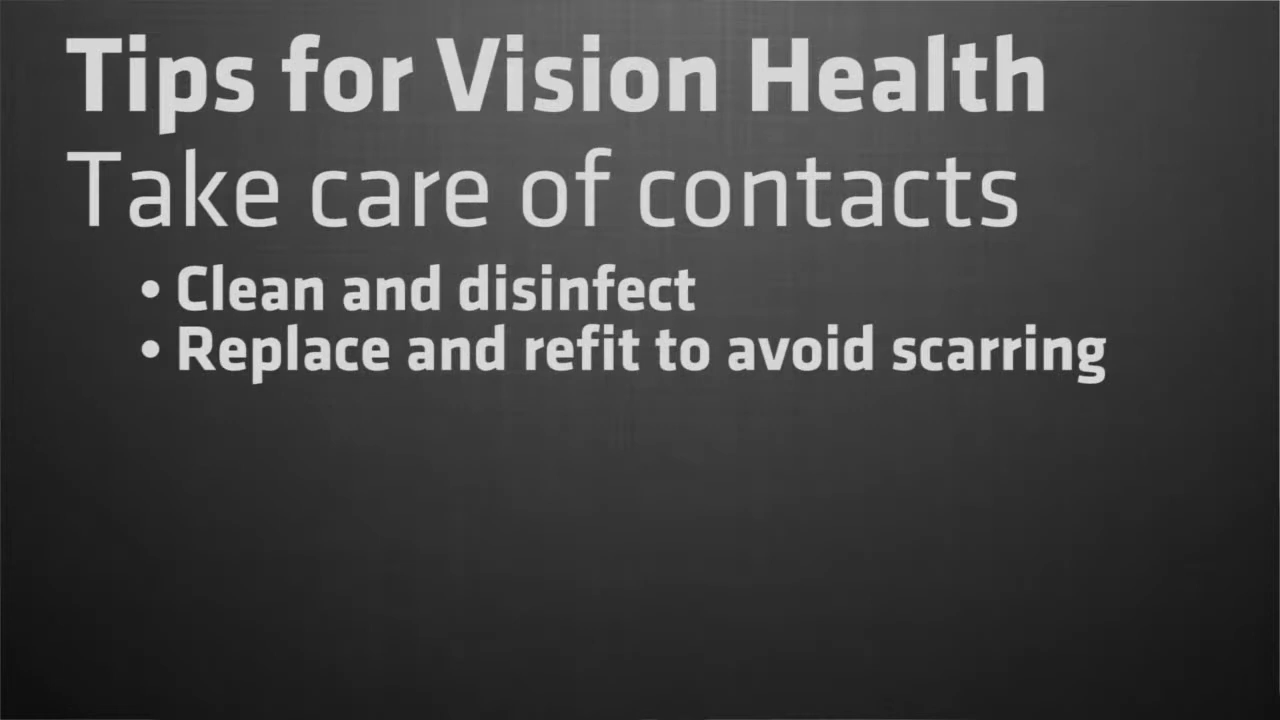 Tips for Vision Health
Take care of contacts
• Clean and disinfect
• Replace and refit to avoid scarring